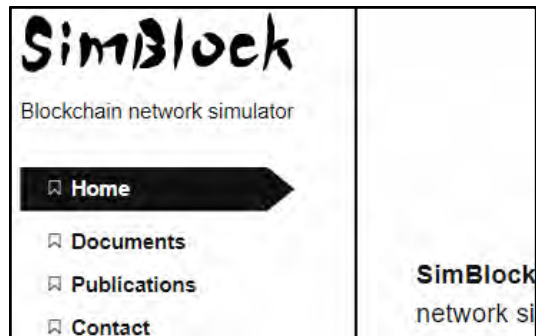 SimBlock
Blockchain network simulator
Home
Documents
Publications
Contact
SimBlock
network si